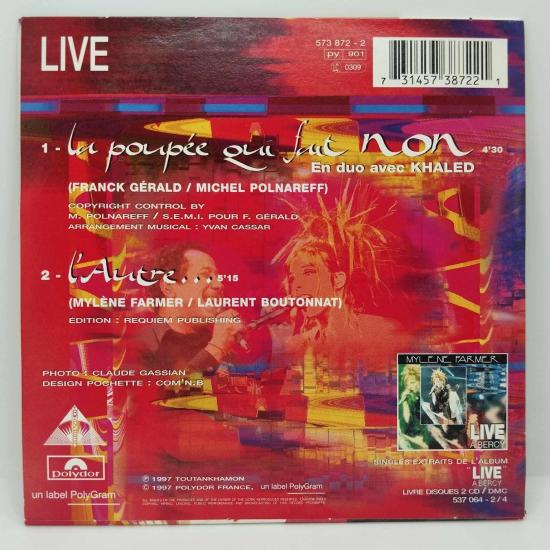 LIVE
573 872 - 2
py 901
LC 0309
7 31457 38722 1
1 - la poupée qui fait non 4'30
En duo avec KHALED
(FRANCK GÉRALD / MICHEL POLNAREFF)
COPYRIGHT CONTROL BY
M. POLNAREFF / S.E.M.I. POUR F. GÉRALD
ARRANGEMENT MUSICAL : YVAN CASSAR
2 - l'Autre... 5'15
(MYLÈNE FARMER / LAURENT BOUTONNAT)
ÉDITION : REQUIEM PUBLISHING
PHOTO : CLAUDE GASSIAN
DESIGN POCHETTE : COM'N.B
MYLENE FARMER
LIVE
A BERCY
SINGLES EXTRAITS DE L'ALBUM
"LIVE"
A BERCY
LIVRE DISQUES 2 CD / DMC
537 064 - 2 / 4
Polydor
un label PolyGram
℗ 1997 TOUTANKHAMON
© 1997 POLYDOR FRANCE, un label PolyGram